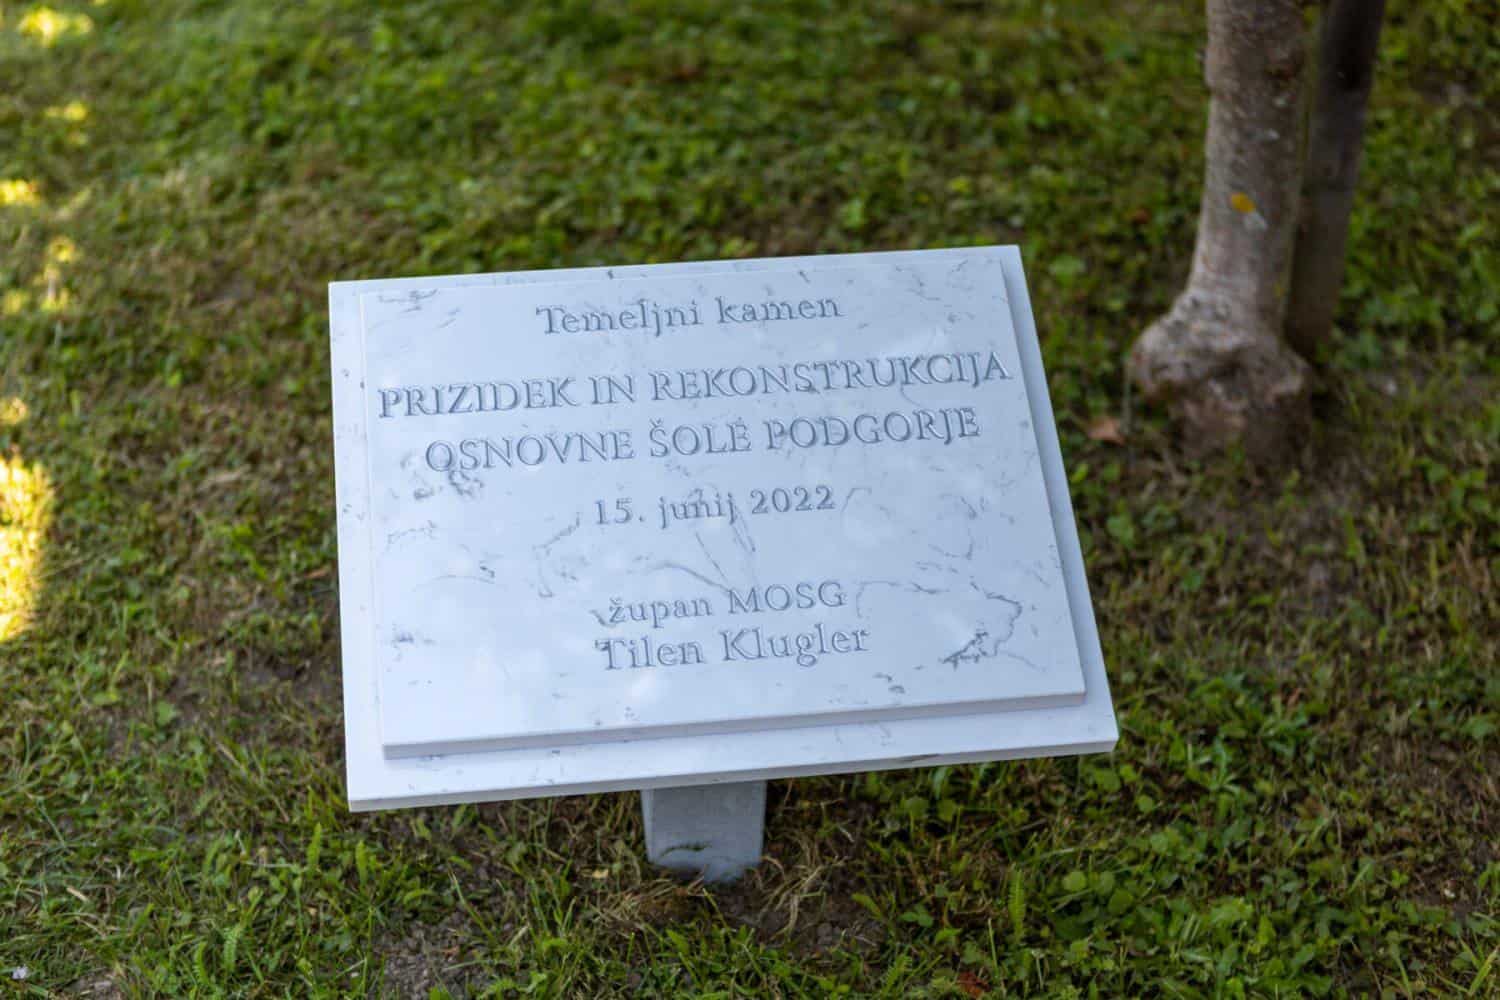 Temeljni kamen
PRIZIDEK IN REKONSTRUKCIJA
OSNOVNE ŠOLE PODGORJE
15. junij 2022
župan MOSG
Tilen Klugler